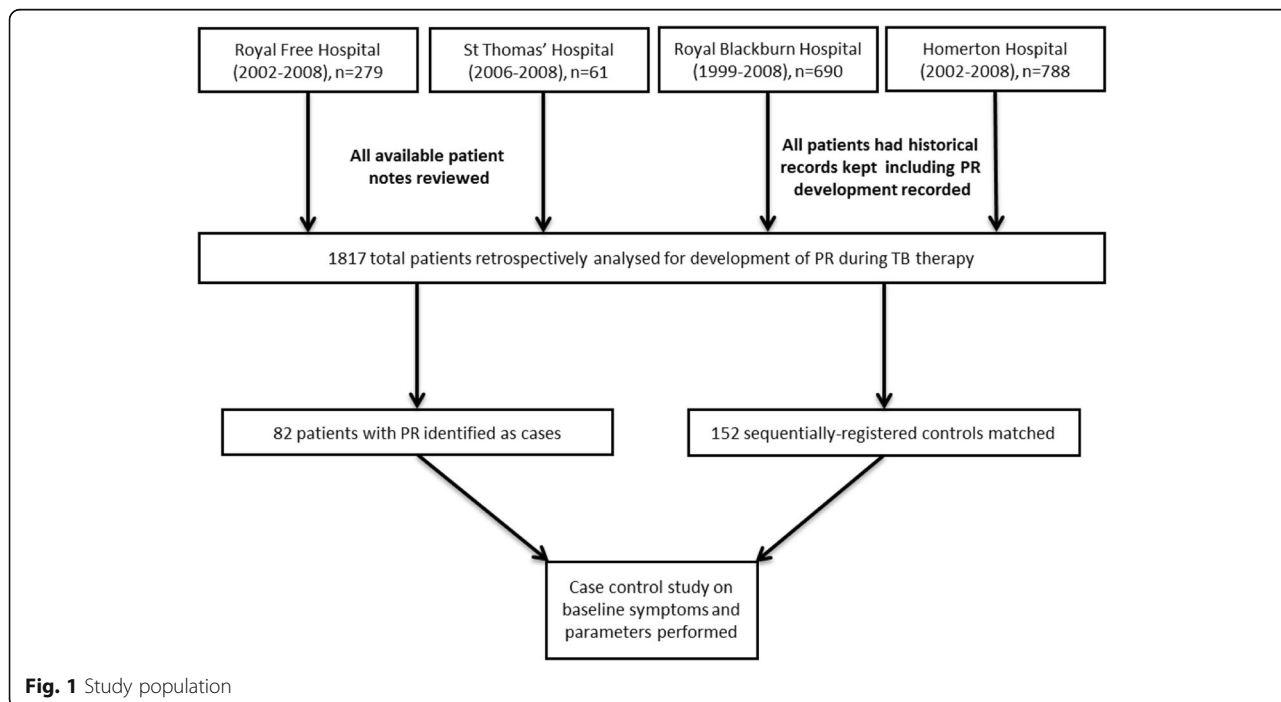 Royal Free Hospital
(2002-2008), n=279
St Thomas’ Hospital
(2006-2008), n=61
Royal Blackburn Hospital
(1999-2008), n=690
Homerton Hospital
(2002-2008), n=788
All available patient
notes reviewed
All patients had historical
records kept including PR
development recorded
1817 total patients retrospectively analysed for development of PR during TB therapy
82 patients with PR identified as cases
152 sequentially-registered controls matched
Case control study on
baseline symptoms and
parameters performed
Fig. 1 Study population